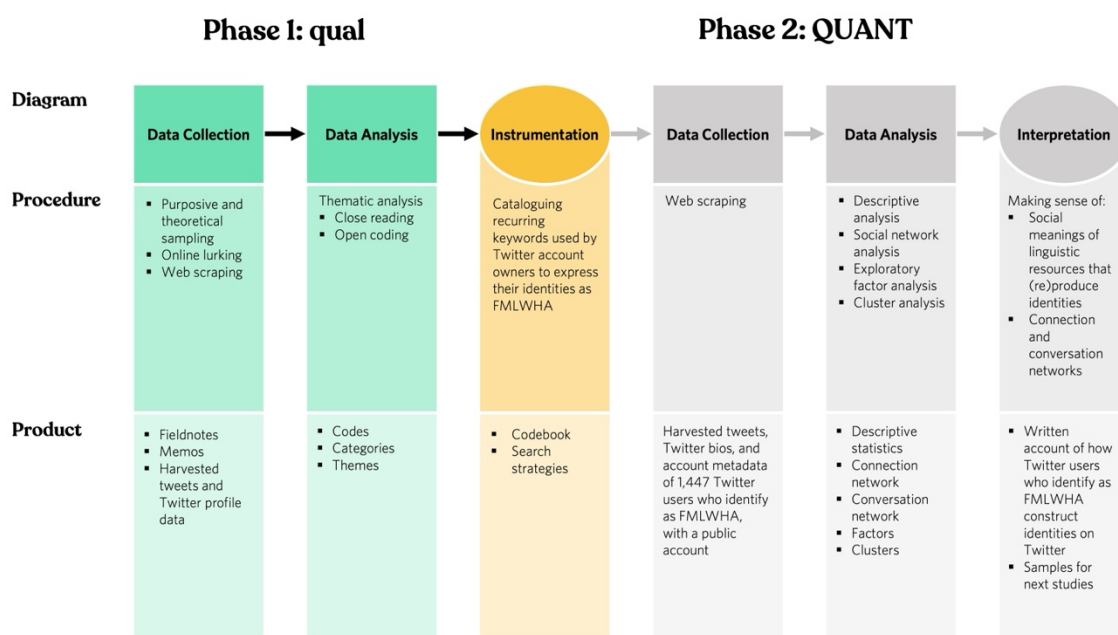 Phase 1: qual
Phase 2: QUANT
Diagram
Data Collection
Data Analysis
Instrumentation
Data Collection
Data Analysis
Interpretation
Procedure
▪ Purposive and
theoretical
sampling
▪ Online lurking
▪ Web scraping
Thematic analysis
▪ Close reading
▪ Open coding
Cataloguing
recurring
keywords used by
Twitter account
owners to express
their identities as
FMLWHA
Web scraping
▪ Descriptive
analysis
▪ Social network
analysis
▪ Exploratory
factor analysis
▪ Cluster analysis
Making sense of:
▪ Social
meanings of
linguistic
resources that
(re)produce
identities
▪ Connection
and
conversation
networks
Product
▪ Fieldnotes
▪ Memos
▪ Harvested
tweets and
Twitter profile
data
▪ Codes
▪ Categories
▪ Themes
▪ Codebook
▪ Search
strategies
Harvested tweets,
Twitter bios, and
account metadata
of 1,447 Twitter
users who identify
as FMLWHA,
with a public
account
▪ Descriptive
statistics
▪ Connection
network
▪ Conversation
network
▪ Factors
▪ Clusters
▪ Written
account of how
Twitter users
who identify as
FMLWHA
construct
identities on
Twitter
▪ Samples for
next studies